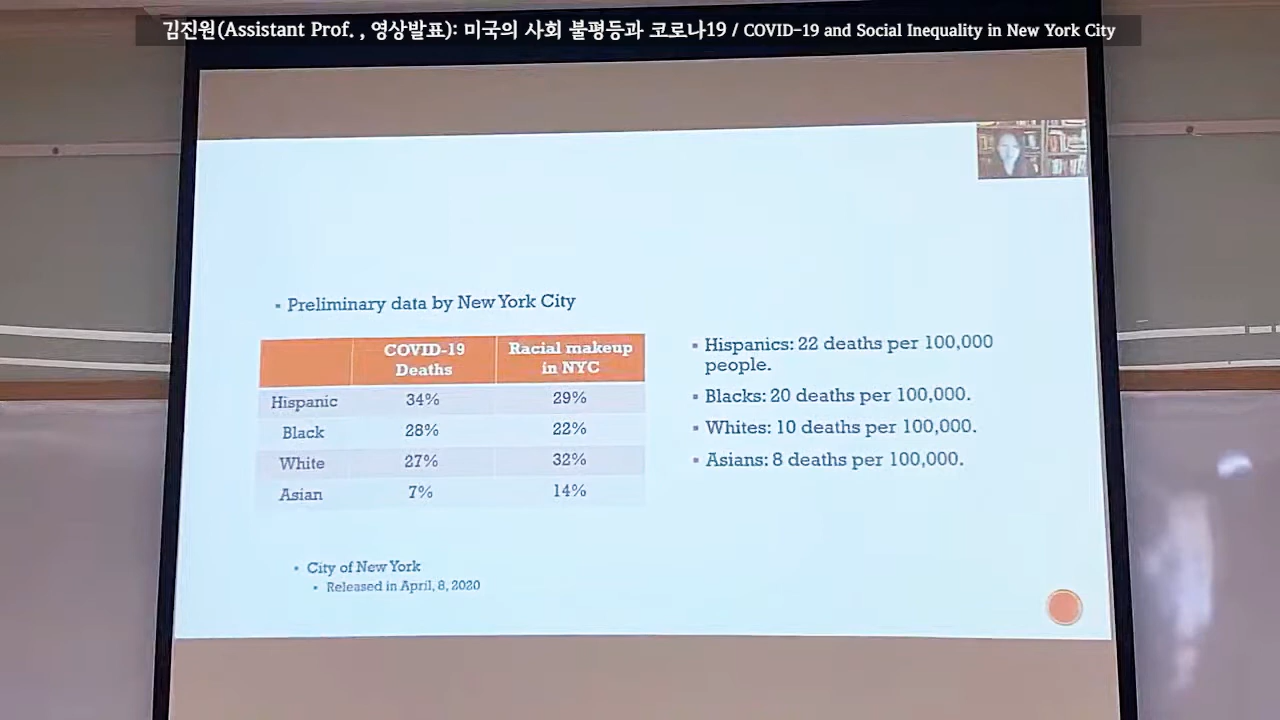 김진원(Assistant Prof. , 영상발표): 미국의 사회 불평등과 코로나19 / COVID-19 and Social Inequality in New York City
▪ Preliminary data by New York City
COVID-19 Deaths
Racial makeup in NYC
Hispanic 34% 29%
Black 28% 22%
White 27% 32%
Asian 7% 14%
▪ City of New York
▪ Released in April, 8, 2020
▪ Hispanics: 22 deaths per 100,000
people.
▪ Blacks: 20 deaths per 100,000.
▪ Whites: 10 deaths per 100,000.
▪ Asians: 8 deaths per 100,000.